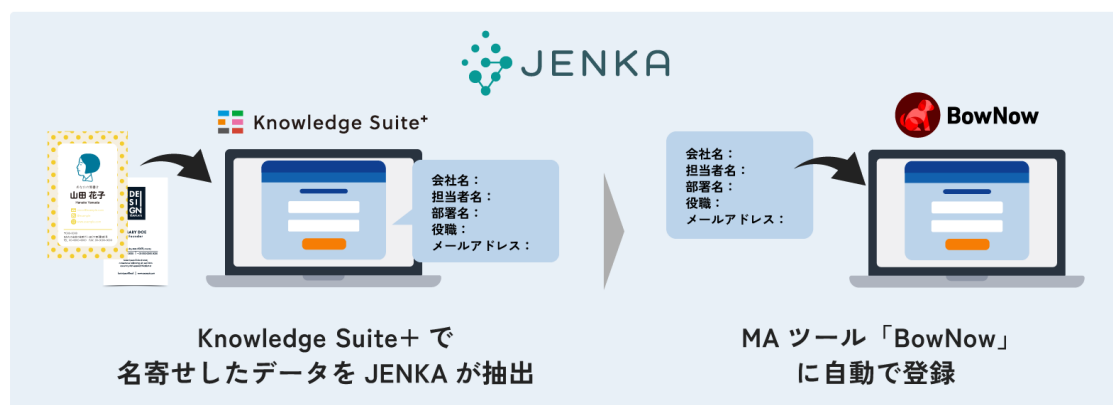 JENKA
Knowledge Suite+
BowNow
山田 花子
DE
SI
GN
会社名：
担当者名：
部署名：
役職：
メールアドレス：
会社名：
担当者名：
部署名：
役職：
メールアドレス：
Knowledge Suite＋ で
名寄せしたデータを JENKA が抽出
MA ツール「BowNow」
に自動で登録